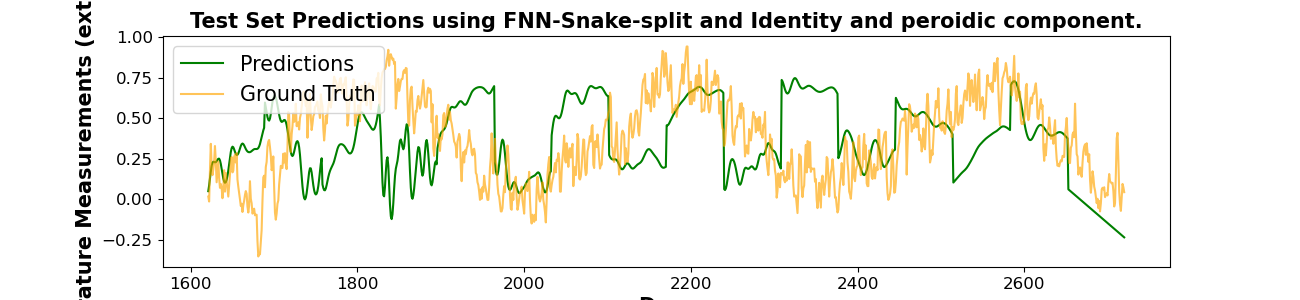 Test Set Predictions using FNN-Snake-split and Identity and peroidic component.
rature Measurements (ext
1.00
0.75
0.50
0.25
0.00
−0.25
Predictions
Ground Truth
1600 1800 2000 2200 2400 2600